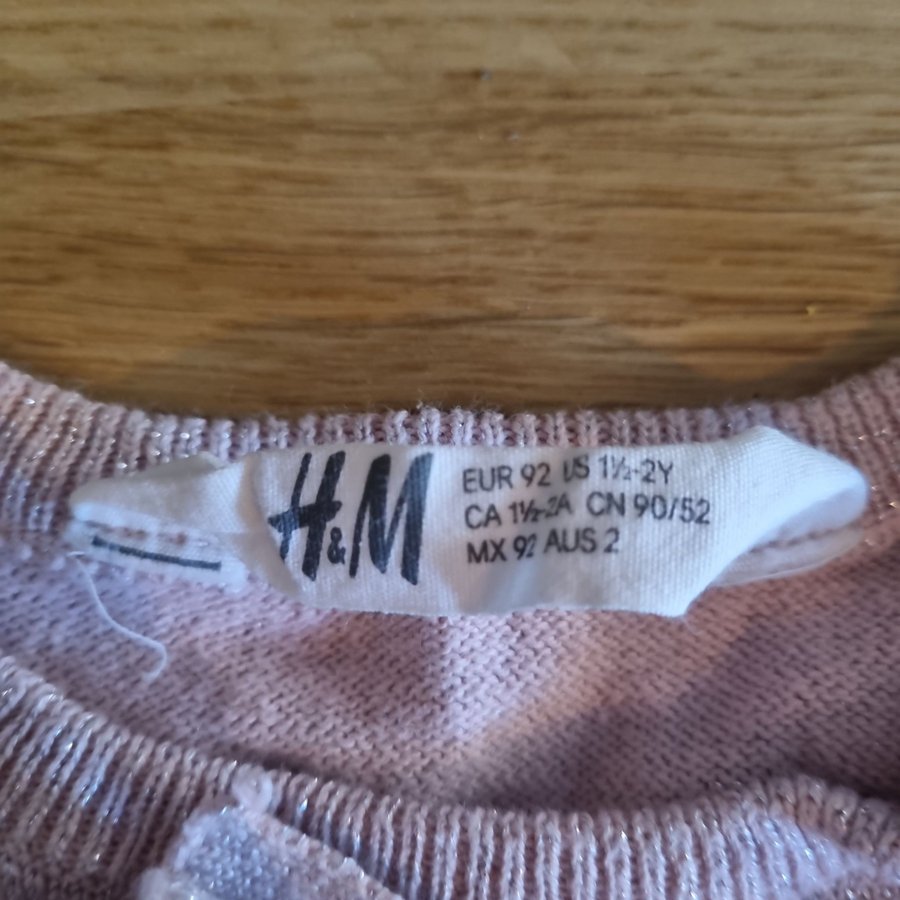 H&M
EUR 92 US 1½-2Y
CA 1½-2A CN 90/52
MX 92 AUS 2